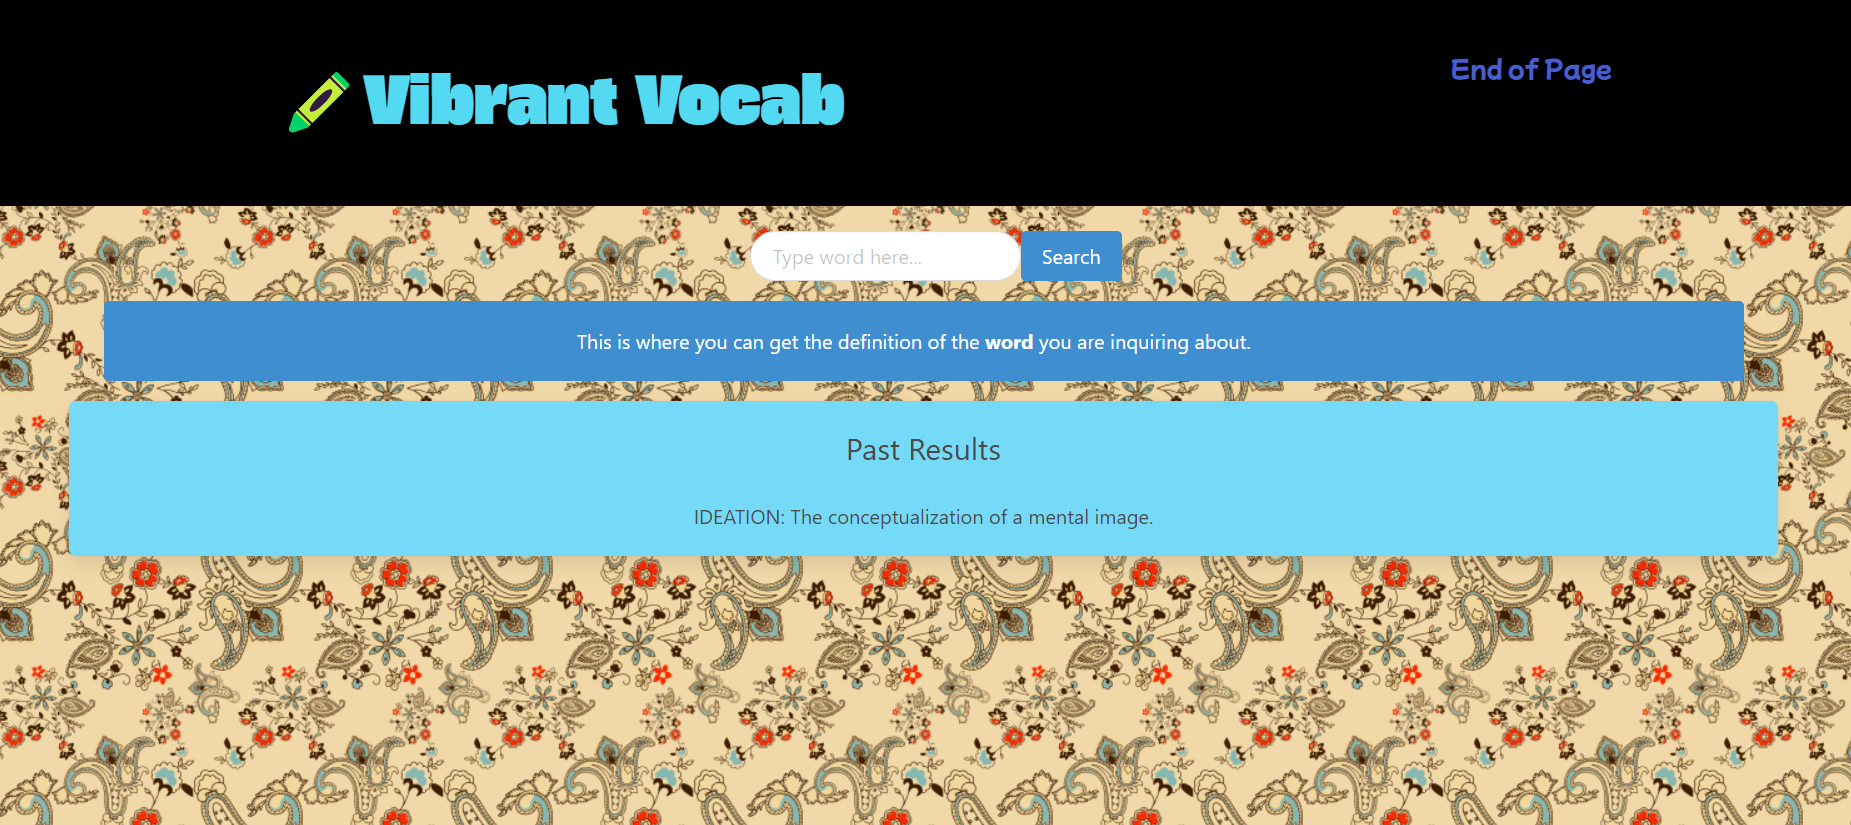 Vibrant Vocab
End of Page
Type word here...
Search
This is where you can get the definition of the word you are inquiring about.
Past Results
IDEATION: The conceptualization of a mental image.